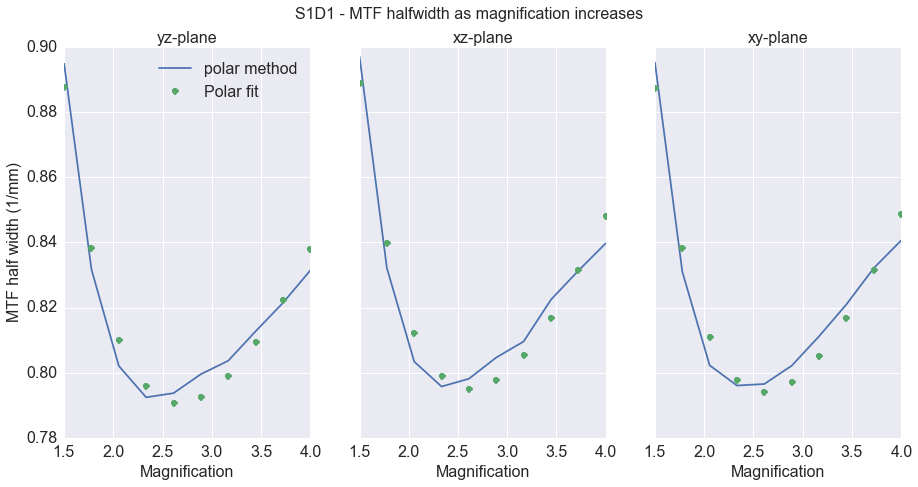 S1D1 - MTF halfwidth as magnification increases
yz-plane
xz-plane
xy-plane
polar method
Polar fit
MTF half width (1/mm)
0.90
0.88
0.86
0.84
0.82
0.80
0.78
1.5 2.0 2.5 3.0 3.5 4.0
1.5 2.0 2.5 3.0 3.5 4.0
1.5 2.0 2.5 3.0 3.5 4.0
Magnification
Magnification
Magnification